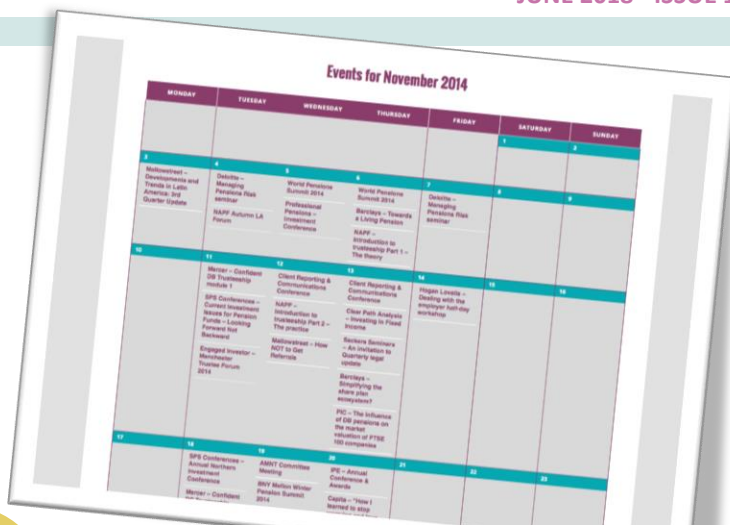 JUNE 2018 ISSUE
Events for November 2014
MONDAY TUESDAY WEDNESDAY THURSDAY FRIDAY SATURDAY SUNDAY
1 2
3 4 5 6 7 8 9
Mallowstreet –
Developments and
Trends in Latin
America: 3rd
Quarter Update
Deloitte –
Managing
Pensions Risk
seminar
NAPF Autumn LA
Forum
World Pensions
Summit 2014
Professional
Pensions –
Investment
Conference
World Pensions
Summit 2014
Barclays – Towards
a Living Pension
NAPF –
Introduction to
trusteeship Part 1 –
The theory
Deloitte –
Managing
Pensions Risk
seminar
10 11 12 13 14 15 16
Mercer – Confident
DB Trusteeship
module 1
SPS Conferences –
Current Investment
Issues for Pension
Funds – Looking
Forward Not
Backward
Engaged Investor –
Manchester
Trustee Forum
2014
Client Reporting &
Communications
Conference
NAPF –
Introduction to
trusteeship Part 2 –
The practice
Mallowstreet – How
NOT to Get
Referrals
Client Reporting &
Communications
Conference
Clear Path Analysis
– Investing in Fixed
Income
Sackers Seminars
– An invitation to
Quarterly legal
update
Barclays –
Simplifying the
share plan
ecosystem?
PIC – The influence
of DB pensions on
the market
valuation of FTSE
100 companies
Hogan Lovells –
Dealing with the
employer half-day
workshop
17 18 19 20 21 22 23
SPS Conferences –
Annual Northern
Investment
Conference
Mercer – Confident
AMNT Committee
Meeting
BNY Mellon Winter
Pension Summit
2014
IPE – Annual
Conference &
Awards
Capita – "How I
learned to stop